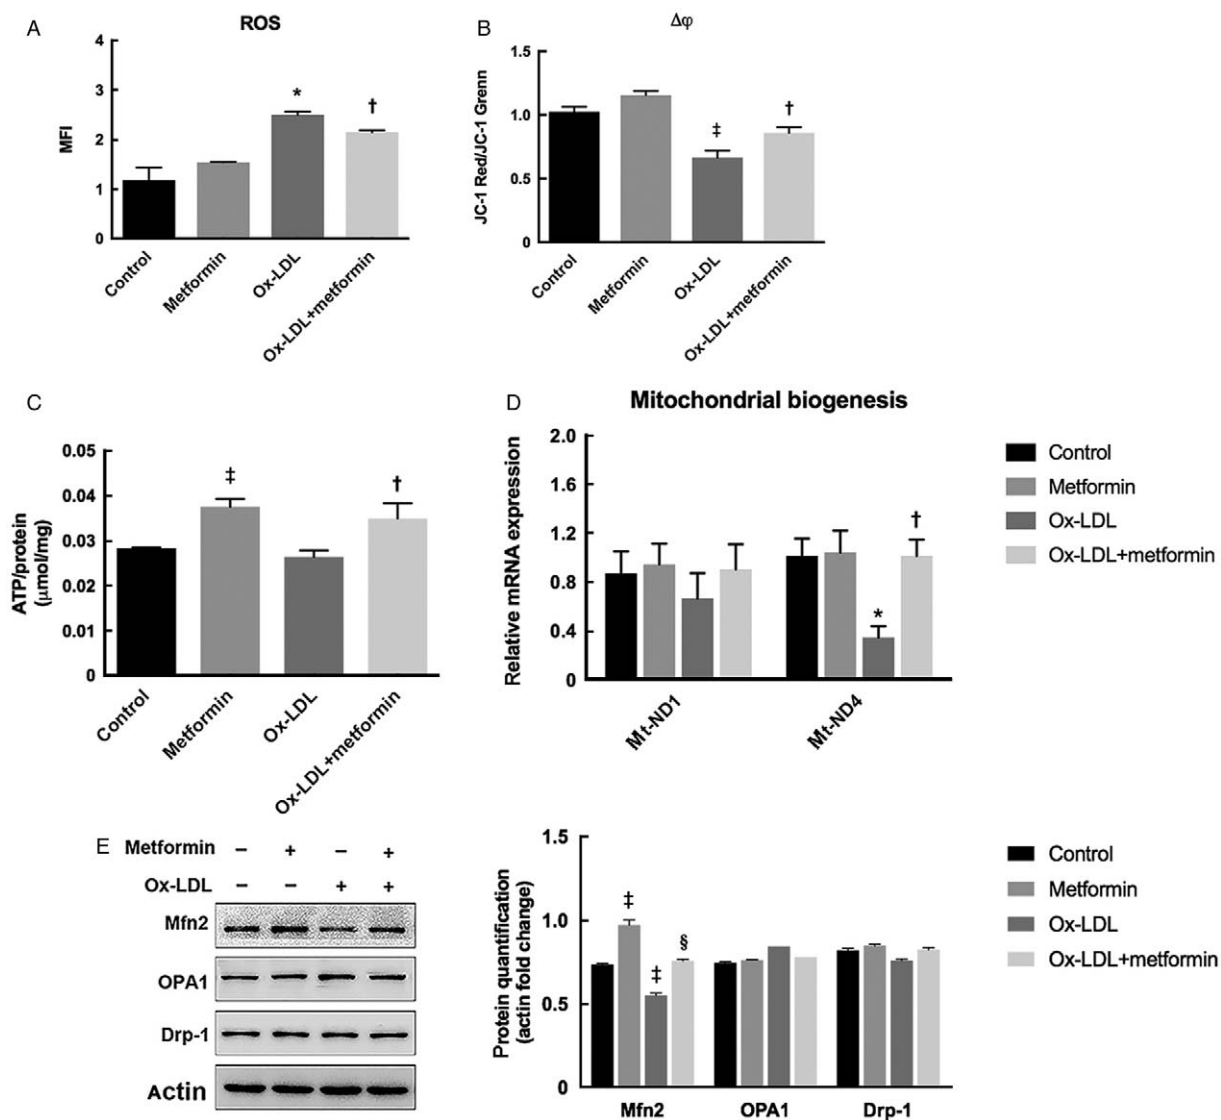 A
ROS
4
3
2
1
0
MFI
*
†
Control
Metformin
Ox-LDL
Ox-LDL+metformin
B
Δφ
1.5
1.0
0.5
0
JC-1 Red/JC-1 Grenn
‡
†
Control
Metformin
Ox-LDL
Ox-LDL+metformin
C
0.05
0.04
0.03
0.02
0.01
0
ATP/protein
(μmol/mg)
‡
†
Control
Metformin
Ox-LDL
Ox-LDL+metformin
D
Mitochondrial biogenesis
2.0
1.6
1.2
0.8
0.4
0
Relative mRNA expression
*
†
Mt-ND1
Mt-ND4
Control
Metformin
Ox-LDL
Ox-LDL+metformin
E
Metformin – + – +
Ox-LDL – – + +
Mfn2
OPA1
Drp-1
Actin
1.5
1.0
0.5
0
Protein quantification
(actin fold change)
‡
‡
§
Mfn2
OPA1
Drp-1
Control
Metformin
Ox-LDL
Ox-LDL+metformin